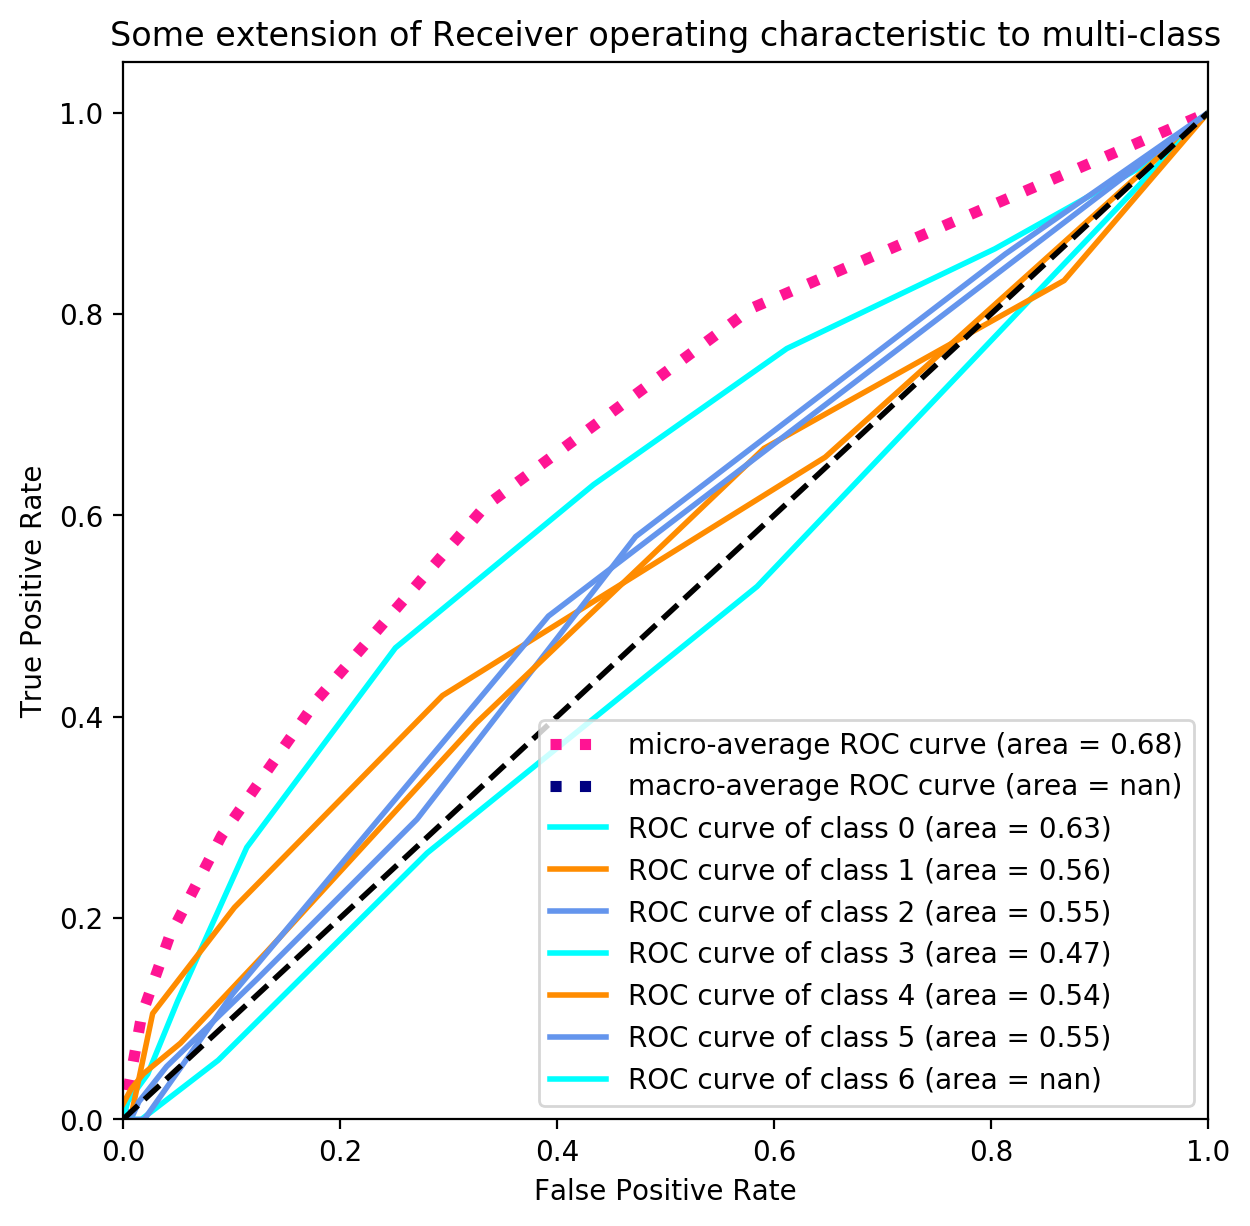 Some extension of Receiver operating characteristic to multi-class
1.0
0.8
0.6
0.4
0.2
0.0
True Positive Rate
micro-average ROC curve (area = 0.68)
macro-average ROC curve (area = nan)
ROC curve of class 0 (area = 0.63)
ROC curve of class 1 (area = 0.56)
ROC curve of class 2 (area = 0.55)
ROC curve of class 3 (area = 0.47)
ROC curve of class 4 (area = 0.54)
ROC curve of class 5 (area = 0.55)
ROC curve of class 6 (area = nan)
0.0 0.2 0.4 0.6 0.8 1.0
False Positive Rate